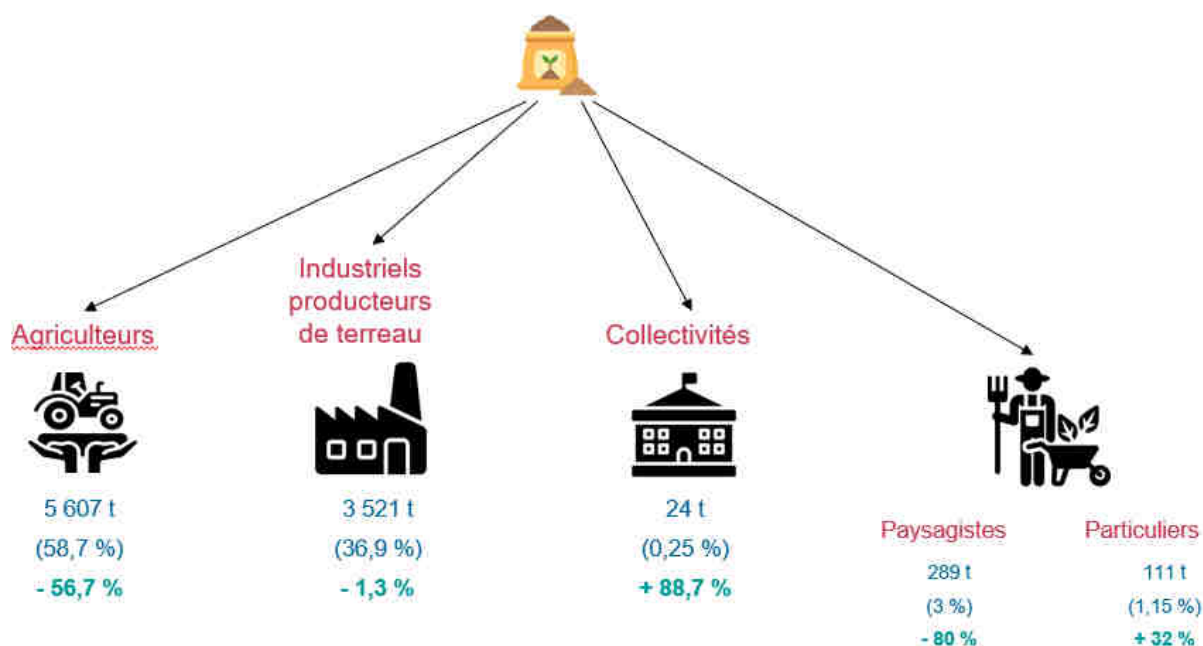 Agriculteurs
5 607 t
(58,7 %)
- 56,7 %
Industriels
producteurs
de terreau
3 521 t
(36,9 %)
- 1,3 %
Collectivités
24 t
(0,25 %)
+ 88,7 %
Paysagistes
289 t
(3 %)
- 80 %
Particuliers
111 t
(1,15 %)
+ 32 %